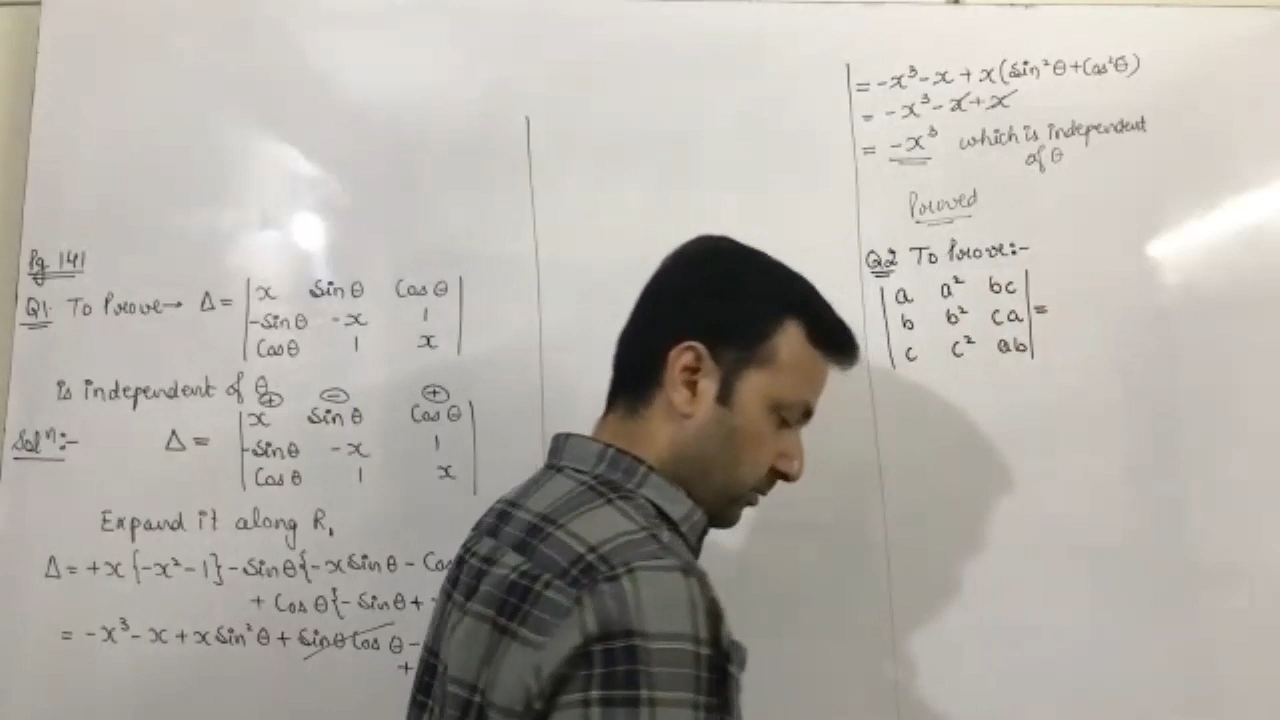 Pg 141
Q1. To Prove → Δ = | x Sinθ Cosθ |
| -Sinθ -x 1 |
| Cosθ 1 x |
is independent of θ
⊕ ⊖ ⊕
Solⁿ:- Δ = | x Sinθ Cosθ |
| -Sinθ -x 1 |
| Cosθ 1 x |
Expand it along R₁
Δ = +x{-x²-1} - Sinθ{-xSinθ - Cos
+ Cosθ{-Sinθ +
= -x³ - x + xSin²θ + Sinθ Cosθ -
+
= -x³ - x + x(Sin²θ + Cos²θ)
= -x³ - x + x
= -x³ which is independent
of θ
Proved
Q2 To Prove:-
| a a² bc |
| b b² ca | =
| c c² ab |